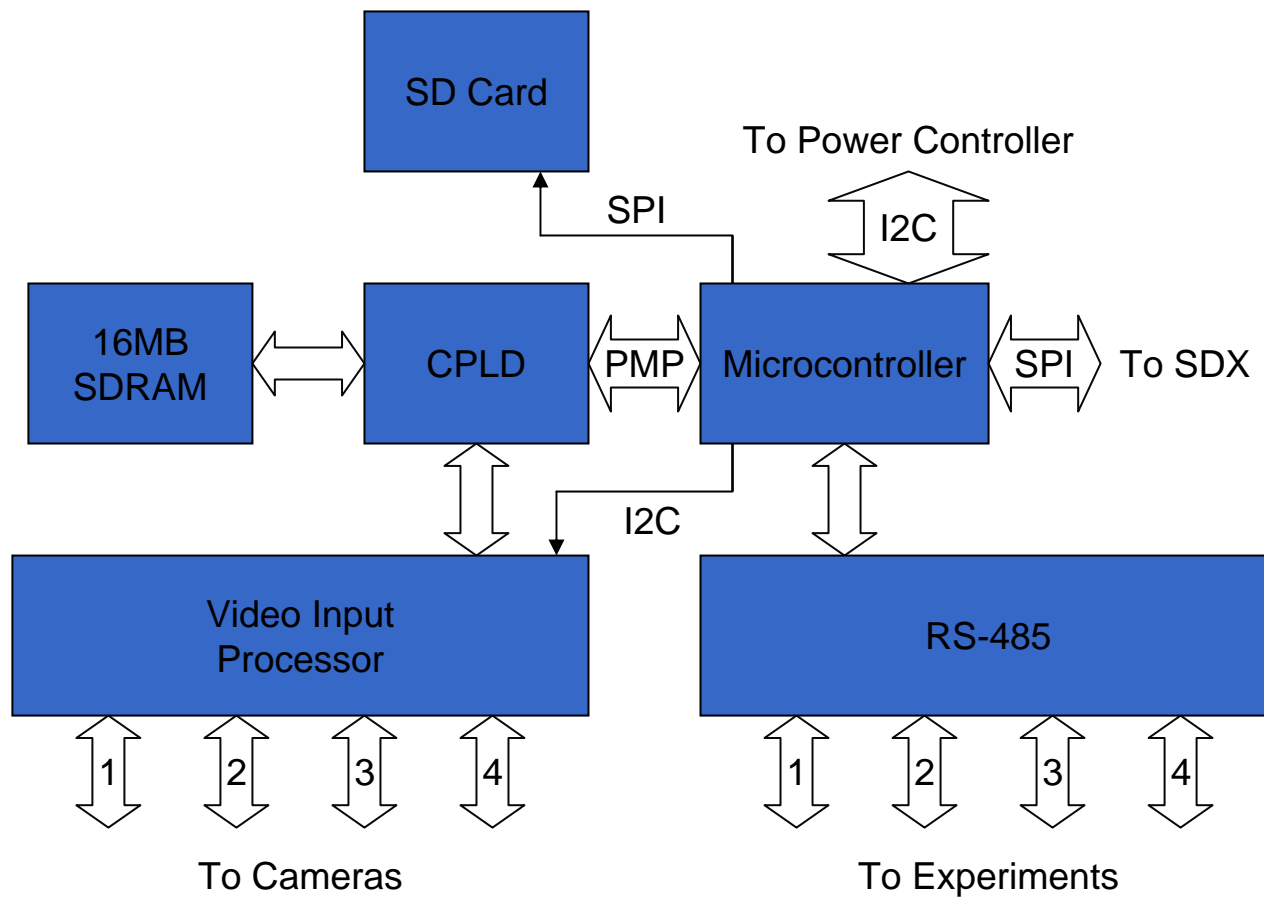 SD Card
To Power Controller
SPI
I2C
16MB
SDRAM
CPLD
PMP
Microcontroller
SPI
To SDX
I2C
Video Input
Processor
RS-485
1
2
3
4
1
2
3
4
To Cameras
To Experiments